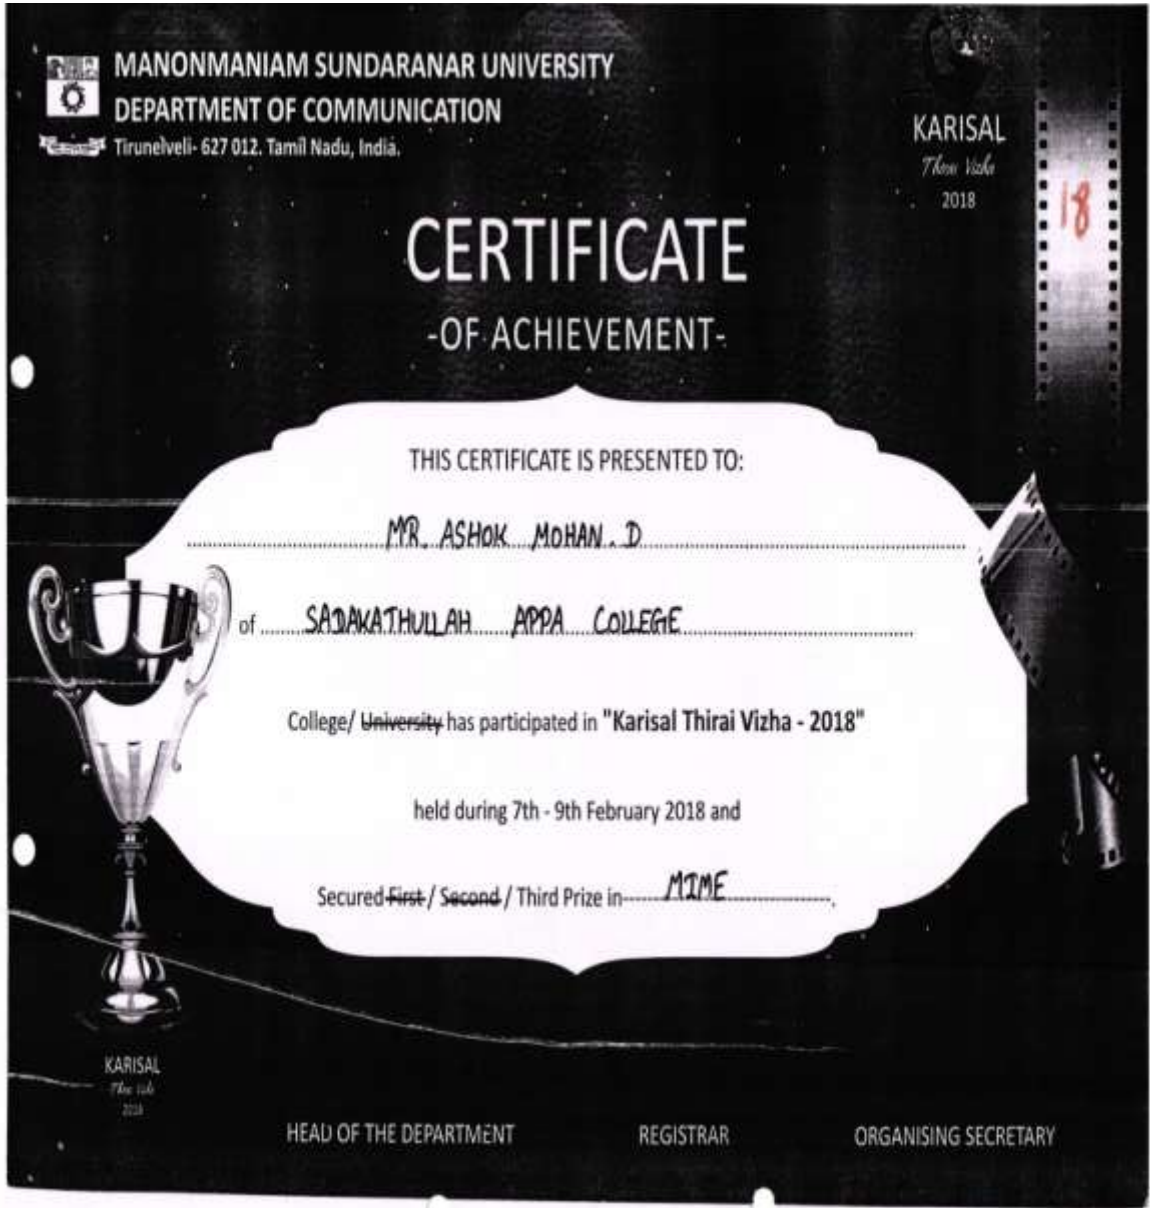 MANONMANIAM SUNDARANAR UNIVERSITY
DEPARTMENT OF COMMUNICATION
Tirunelveli- 627 012. Tamil Nadu, India.
KARISAL
Thirai Vizha
2018
18
CERTIFICATE
-OF ACHIEVEMENT-
THIS CERTIFICATE IS PRESENTED TO:
MR. ASHOK MOHAN. D
of SADAKATHULLAH APPA COLLEGE
College/ University has participated in "Karisal Thirai Vizha - 2018"
held during 7th - 9th February 2018 and
Secured First / Second / Third Prize in MIME.
KARISAL
2018
HEAD OF THE DEPARTMENT REGISTRAR ORGANISING SECRETARY